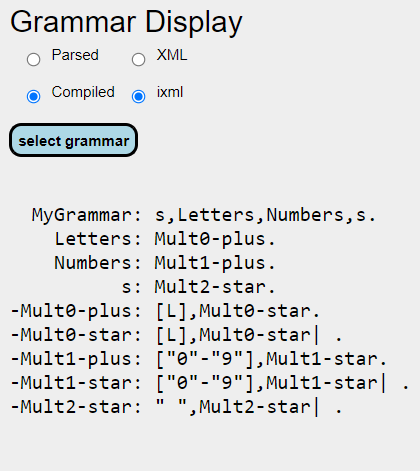 Grammar Display
Parsed XML
Compiled ixml
select grammar
MyGrammar: s,Letters,Numbers,s.
Letters: Mult0-plus.
Numbers: Mult1-plus.
s: Mult2-star.
-Mult0-plus: [L],Mult0-star.
-Mult0-star: [L],Mult0-star| .
-Mult1-plus: ["0"-"9"],Mult1-star.
-Mult1-star: ["0"-"9"],Mult1-star| .
-Mult2-star: " ",Mult2-star| .